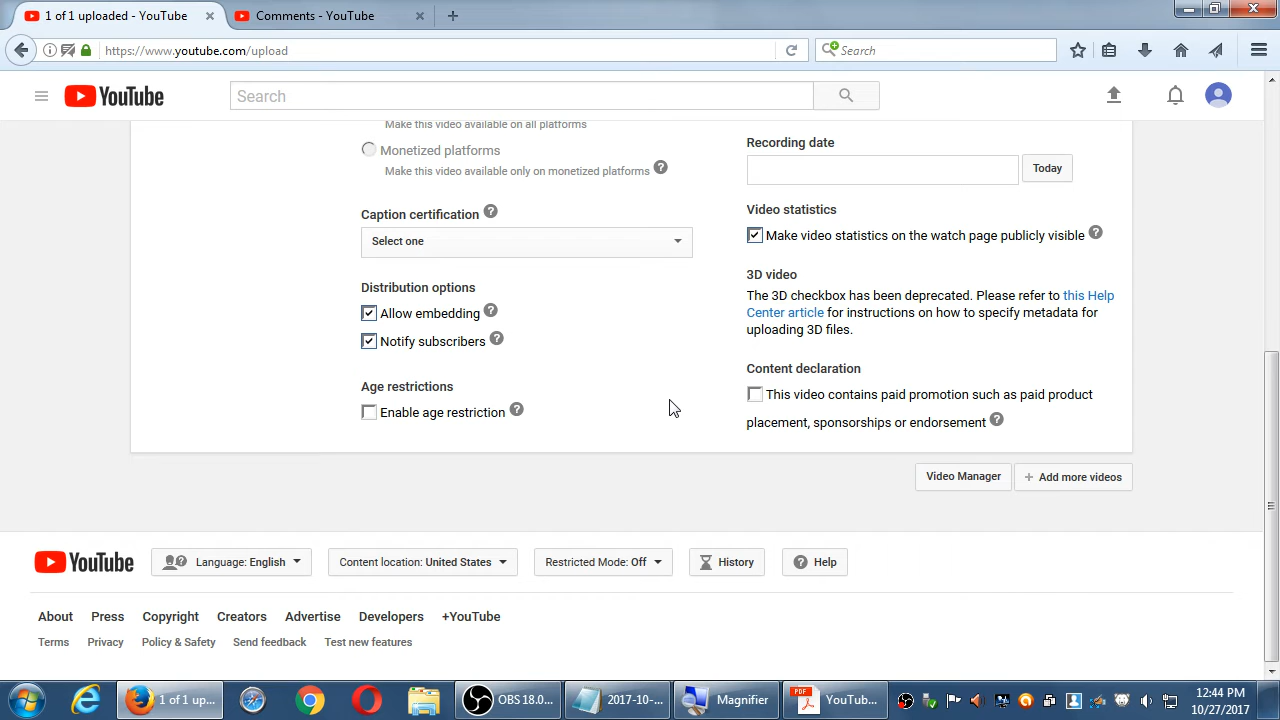 1 of 1 uploaded - YouTube
Comments - YouTube
https://www.youtube.com/upload
Search
YouTube
Search
Make this video available on all platforms
Monetized platforms
Make this video available only on monetized platforms
Caption certification
Select one
Distribution options
Allow embedding
Notify subscribers
Age restrictions
Enable age restriction
Recording date
Today
Video statistics
Make video statistics on the watch page publicly visible
3D video
The 3D checkbox has been deprecated. Please refer to this Help
Center article for instructions on how to specify metadata for
uploading 3D files.
Content declaration
This video contains paid promotion such as paid product
placement, sponsorships or endorsement
Video Manager
+ Add more videos
YouTube
Language: English
Content location: United States
Restricted Mode: Off
History
Help
About Press Copyright Creators Advertise Developers +YouTube
Terms Privacy Policy & Safety Send feedback Test new features
1 of 1 up...
OBS 18.0...
2017-10-...
Magnifier
PDF
YouTub...
12:44 PM
10/27/2017